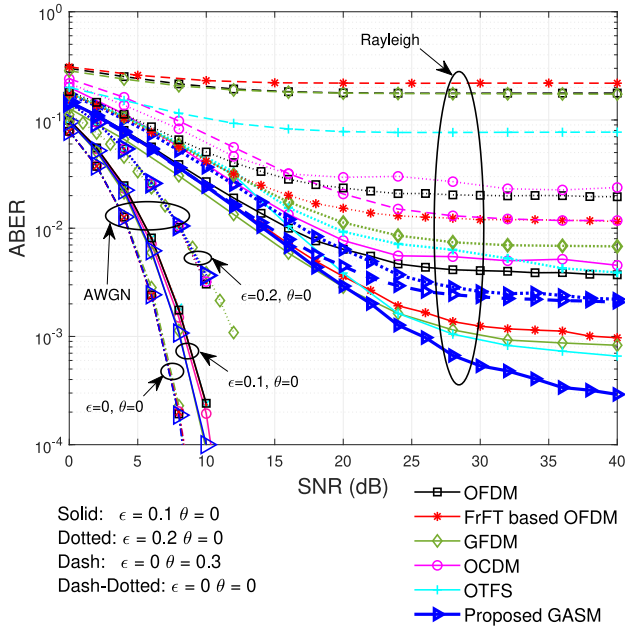 10^0
10^-1
10^-2
10^-3
10^-4
ABER
0
5
10
15
20
25
30
35
40
SNR (dB)
Rayleigh
AWGN
ϵ=0.2, θ=0
ϵ=0.1, θ=0
ϵ=0, θ=0
Solid: ϵ = 0.1 θ = 0
Dotted: ϵ = 0.2 θ = 0
Dash: ϵ = 0 θ = 0.3
Dash-Dotted: ϵ = 0 θ = 0
OFDM
FrFT based OFDM
GFDM
OCDM
OTFS
Proposed GASM